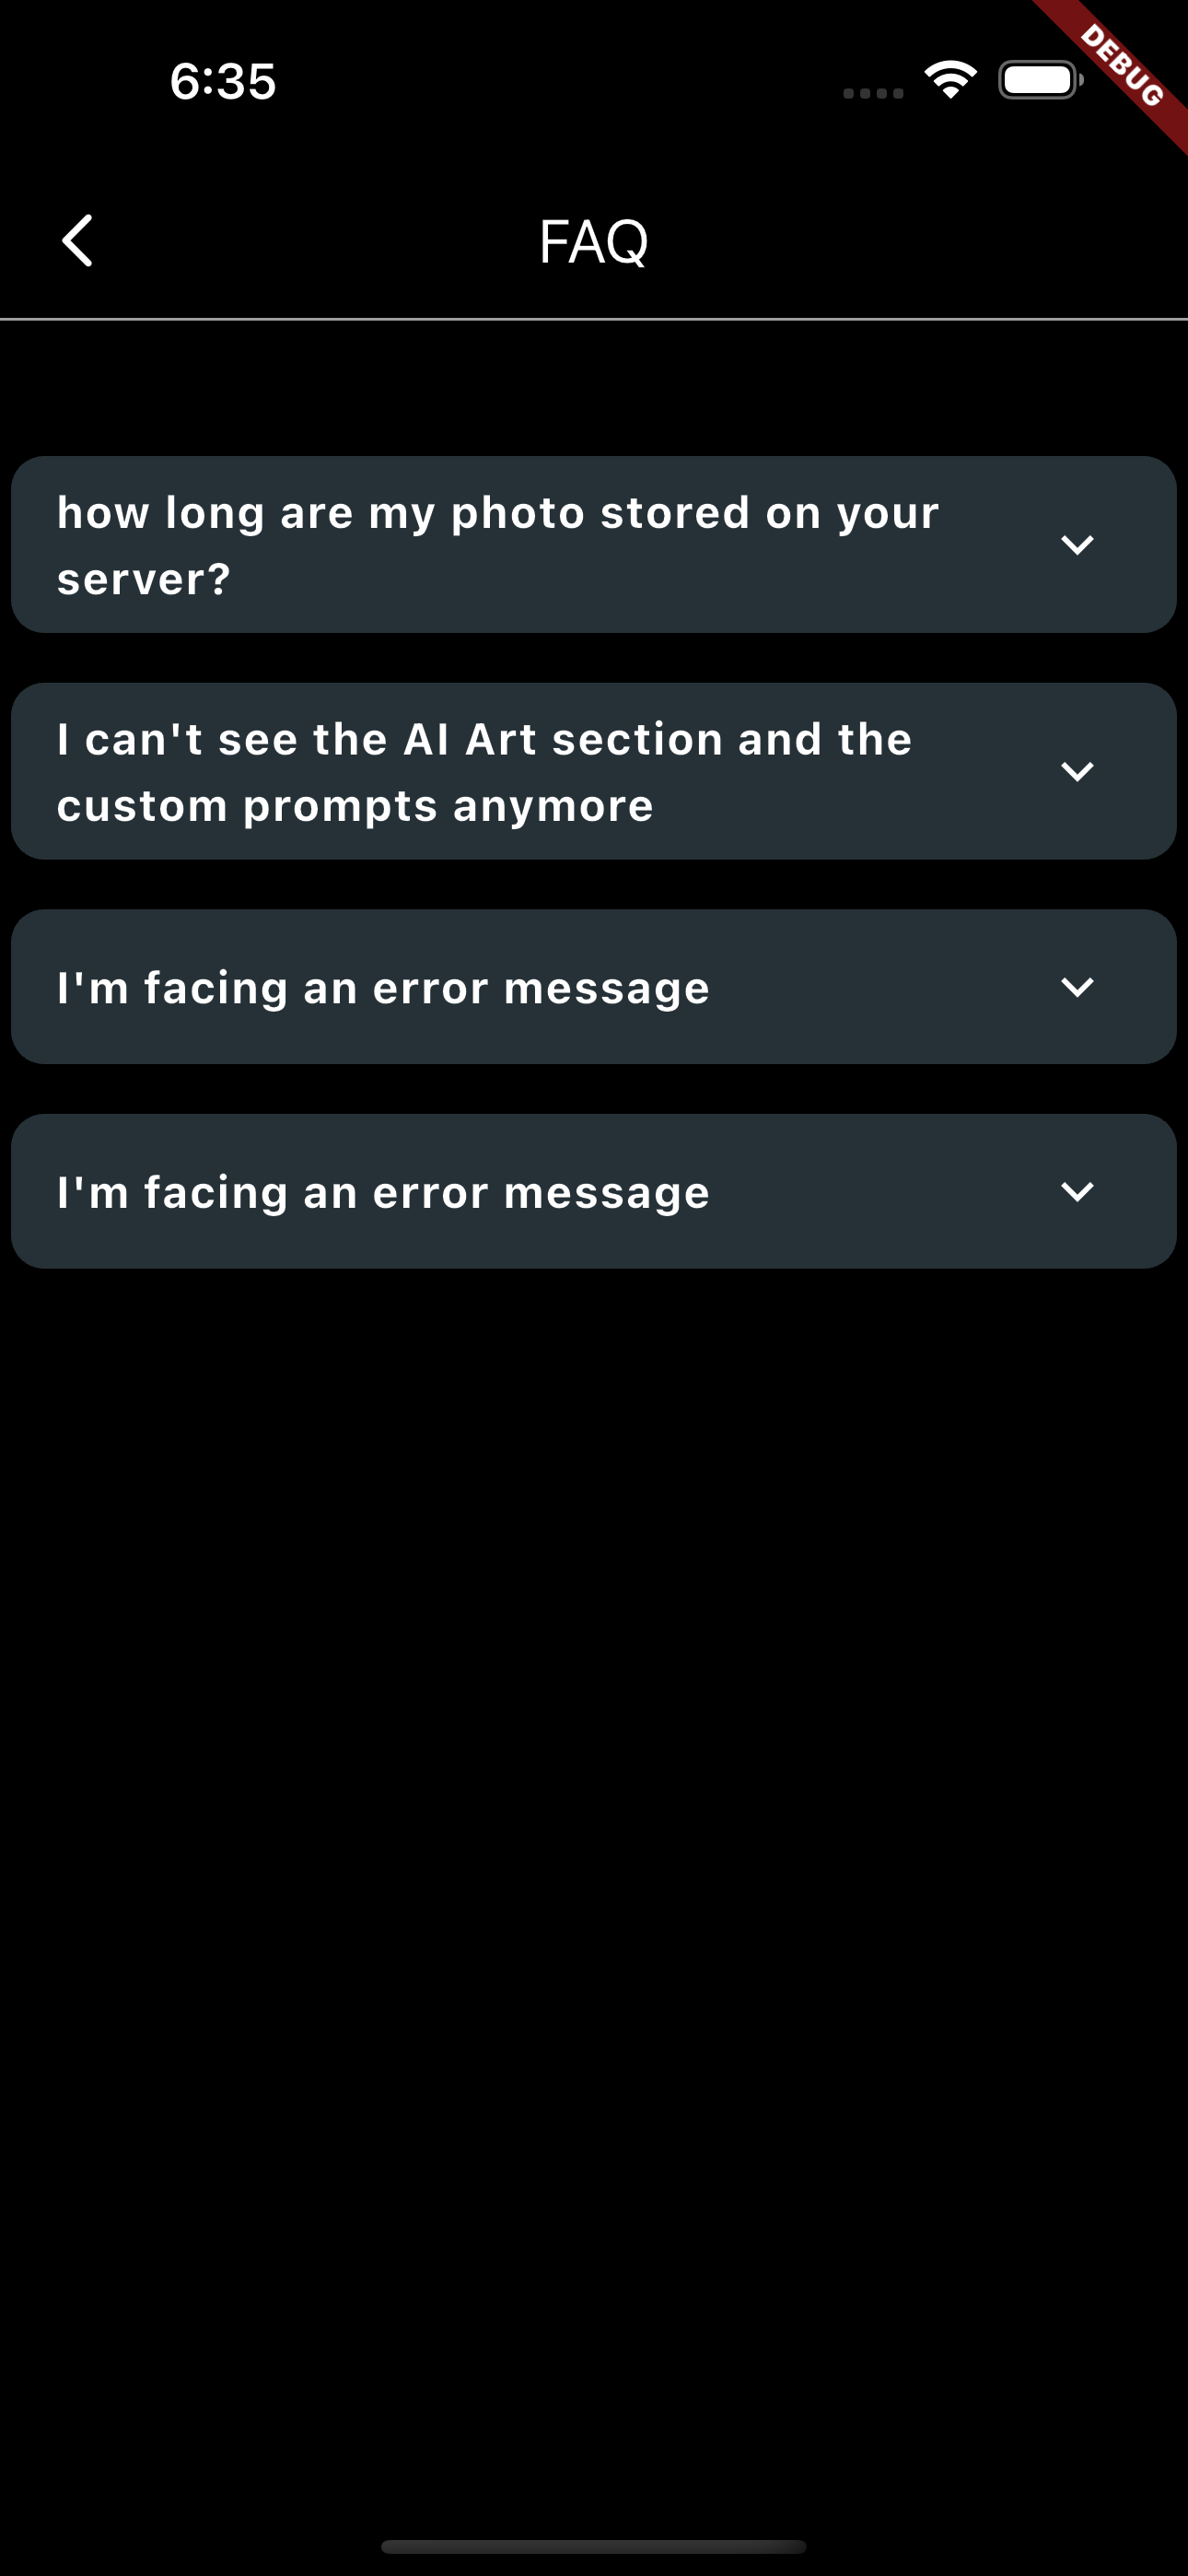 6:35
DEBUG
FAQ
how long are my photo stored on your
server?
I can't see the AI Art section and the
custom prompts anymore
I'm facing an error message
I'm facing an error message